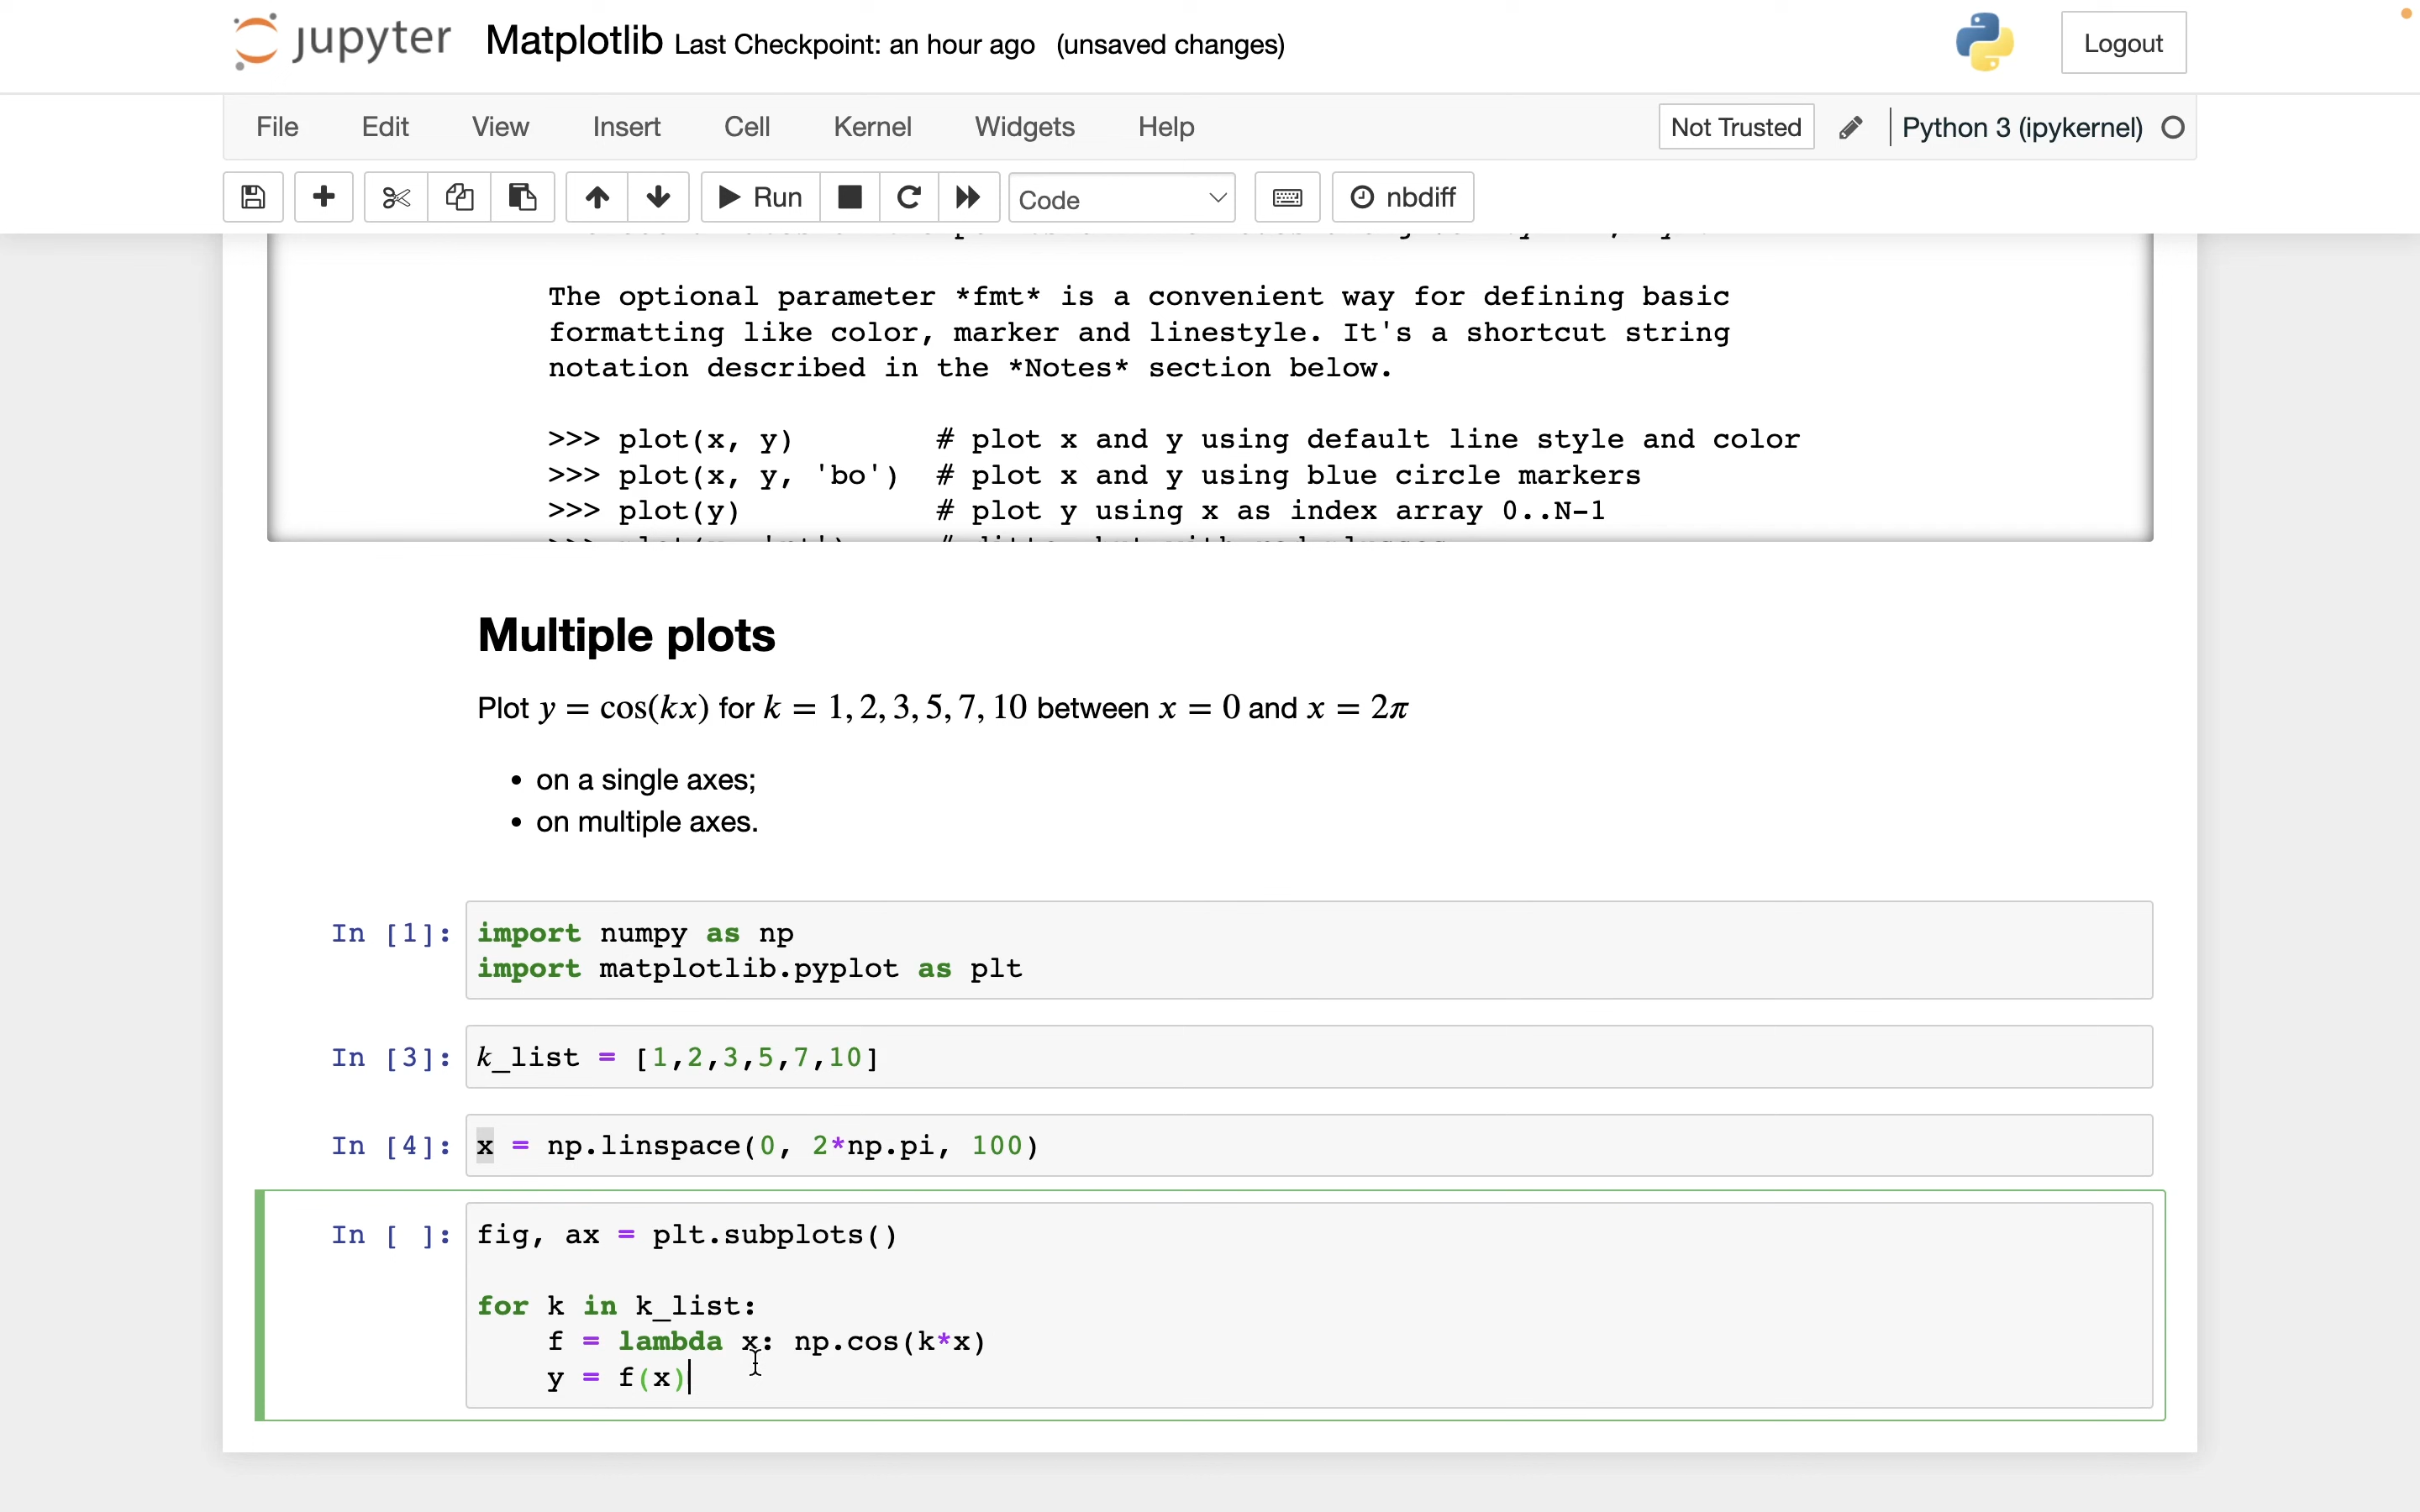 jupyter Matplotlib Last Checkpoint: an hour ago (unsaved changes) Logout
File Edit View Insert Cell Kernel Widgets Help Not Trusted Python 3 (ipykernel)
Run Code nbdiff
The optional parameter *fmt* is a convenient way for defining basic
formatting like color, marker and linestyle. It's a shortcut string
notation described in the *Notes* section below.
>>> plot(x, y) # plot x and y using default line style and color
>>> plot(x, y, 'bo') # plot x and y using blue circle markers
>>> plot(y) # plot y using x as index array 0..N-1
Multiple plots
Plot y = cos(kx) for k = 1, 2, 3, 5, 7, 10 between x = 0 and x = 2π
• on a single axes;
• on multiple axes.
In [1]: import numpy as np
import matplotlib.pyplot as plt
In [3]: k_list = [1,2,3,5,7,10]
In [4]: x = np.linspace(0, 2*np.pi, 100)
In [ ]: fig, ax = plt.subplots()
for k in k_list:
f = lambda x: np.cos(k*x)
y = f(x)